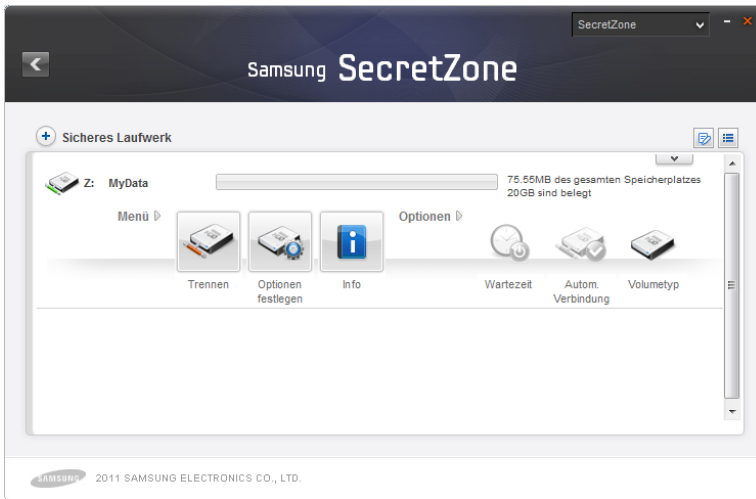 SecretZone
Samsung SecretZone
Sicheres Laufwerk
Z: MyData
75.55MB des gesamten Speicherplatzes
20GB sind belegt
Menü
Optionen
Trennen
Optionen
festlegen
Info
Wartezeit
Autom.
Verbindung
Volumetyp
SAMSUNG 2011 SAMSUNG ELECTRONICS CO., LTD.